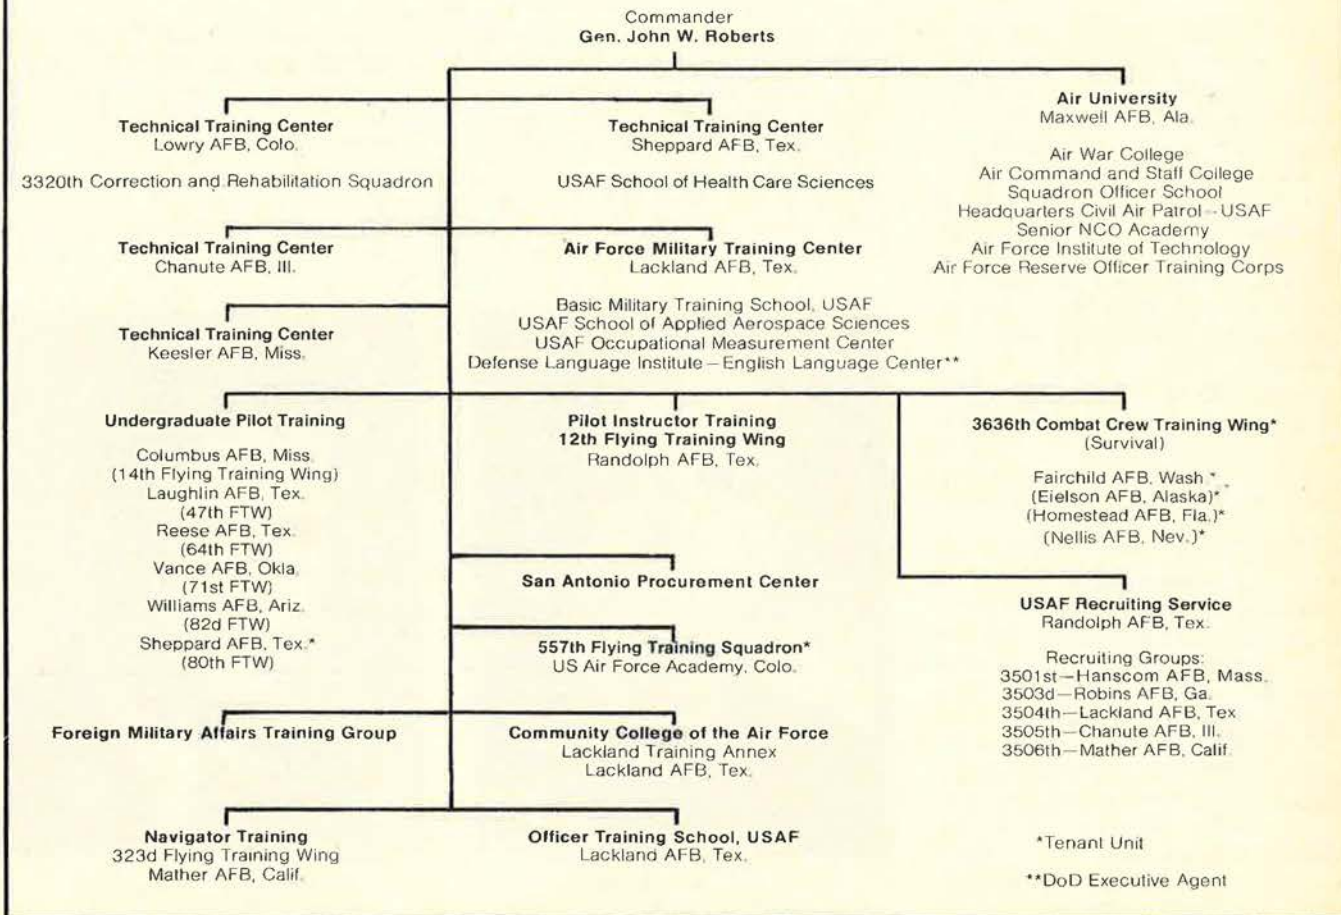 Commander
Gen. John W. Roberts
Technical Training Center
Lowry AFB, Colo.
3320th Correction and Rehabilitation Squadron
Technical Training Center
Sheppard AFB, Tex.
USAF School of Health Care Sciences
Air University
Maxwell AFB, Ala.
Air War College
Air Command and Staff College
Squadron Officer School
Headquarters Civil Air Patrol—USAF
Senior NCO Academy
Air Force Institute of Technology
Air Force Reserve Officer Training Corps
Technical Training Center
Chanute AFB, Ill.
Air Force Military Training Center
Lackland AFB, Tex.
Basic Military Training School, USAF
USAF School of Applied Aerospace Sciences
USAF Occupational Measurement Center
Defense Language Institute—English Language Center**
Technical Training Center
Keesler AFB, Miss.
Undergraduate Pilot Training
Columbus AFB, Miss.
(14th Flying Training Wing)
Laughlin AFB, Tex.
(47th FTW)
Reese AFB, Tex.
(64th FTW)
Vance AFB, Okla.
(71st FTW)
Williams AFB, Ariz.
(82d FTW)
Sheppard AFB, Tex.*
(80th FTW)
Pilot Instructor Training
12th Flying Training Wing
Randolph AFB, Tex.
3636th Combat Crew Training Wing*
(Survival)
Fairchild AFB, Wash.*
(Eielson AFB, Alaska)*
(Homestead AFB, Fla.)*
(Nellis AFB, Nev.)*
San Antonio Procurement Center
557th Flying Training Squadron*
US Air Force Academy, Colo.
USAF Recruiting Service
Randolph AFB, Tex.
Recruiting Groups:
3501st—Hanscom AFB, Mass.
3503d—Robins AFB, Ga.
3504th—Lackland AFB, Tex
3505th—Chanute AFB, Ill.
3506th—Mather AFB, Calif.
Foreign Military Affairs Training Group
Community College of the Air Force
Lackland Training Annex
Lackland AFB, Tex.
Navigator Training
323d Flying Training Wing
Mather AFB, Calif.
Officer Training School, USAF
Lackland AFB, Tex.
*Tenant Unit
**DoD Executive Agent